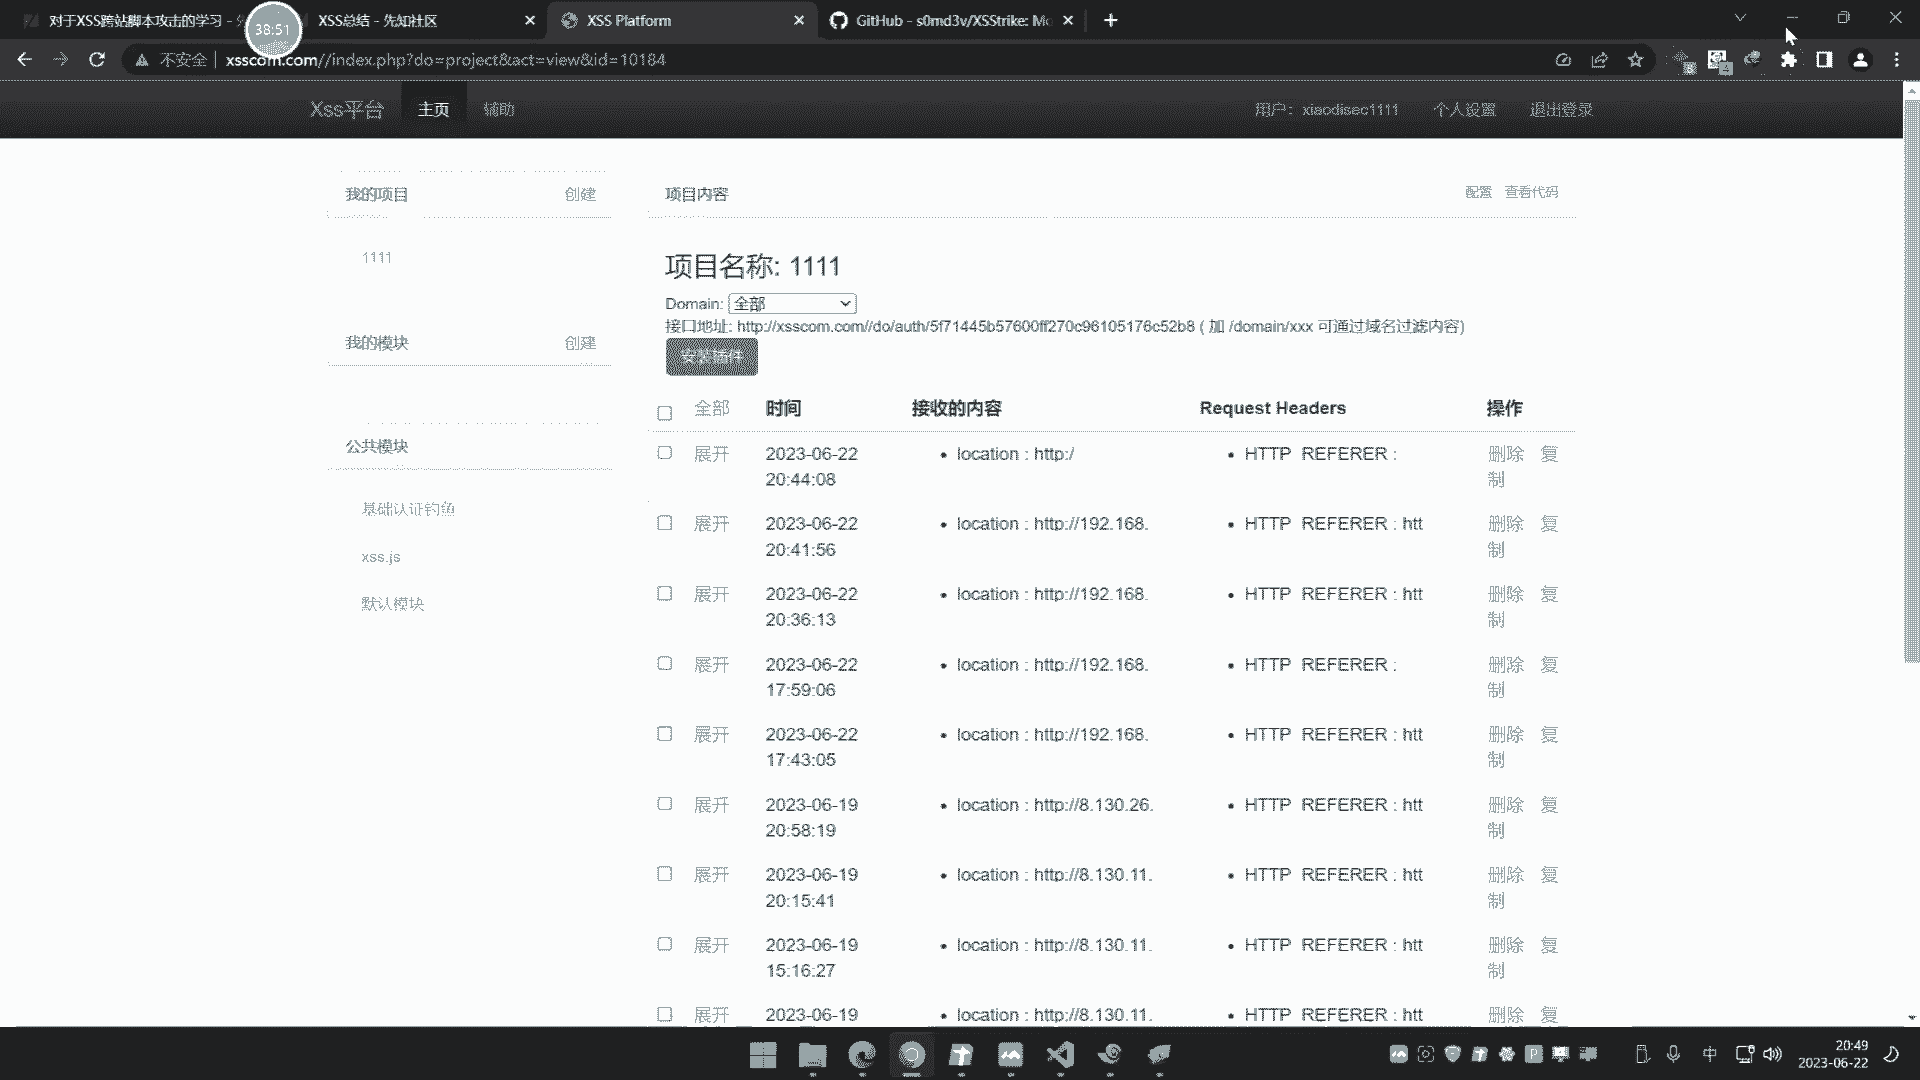 对于XSS跨站脚本攻击的学习 -
38:51
XSS总结 - 先知社区
XSS Platform
GitHub - s0md3v/XSStrike: Mo
不安全
xsscom.com//index.php?do=project&act=view&id=10184
Xss平台
主页
辅助
用户：xiaodisec1111
个人设置
退出登录
我的项目
创建
1111
我的模块
创建
公共模块
基础认证钓鱼
xss.js
默认模块
项目内容
配置 查看代码
项目名称: 1111
Domain: 全部
接口地址: http://xsscom.com//do/auth/5f71445b57600ff270c96105176c52b8 ( 加 /domain/xxx 可通过域名过滤内容)
安装插件
全部 时间 接收的内容 Request Headers 操作
展开 2023-06-22 location : http:/ HTTP_REFERER : 删除 复
20:44:08 制
展开 2023-06-22 location : http://192.168. HTTP_REFERER : htt 删除 复
20:41:56 制
展开 2023-06-22 location : http://192.168. HTTP_REFERER : htt 删除 复
20:36:13 制
展开 2023-06-22 location : http://192.168. HTTP_REFERER : 删除 复
17:59:06 制
展开 2023-06-22 location : http://192.168. HTTP_REFERER : htt 删除 复
17:43:05 制
展开 2023-06-19 location : http://8.130.26. HTTP_REFERER : htt 删除 复
20:58:19 制
展开 2023-06-19 location : http://8.130.11. HTTP_REFERER : htt 删除 复
20:15:41 制
展开 2023-06-19 location : http://8.130.11. HTTP_REFERER : htt 删除 复
15:16:27 制
展开 2023-06-19 location : http://8.130.11. HTTP_REFERER : htt 删除 复
中
20:49
2023-06-22